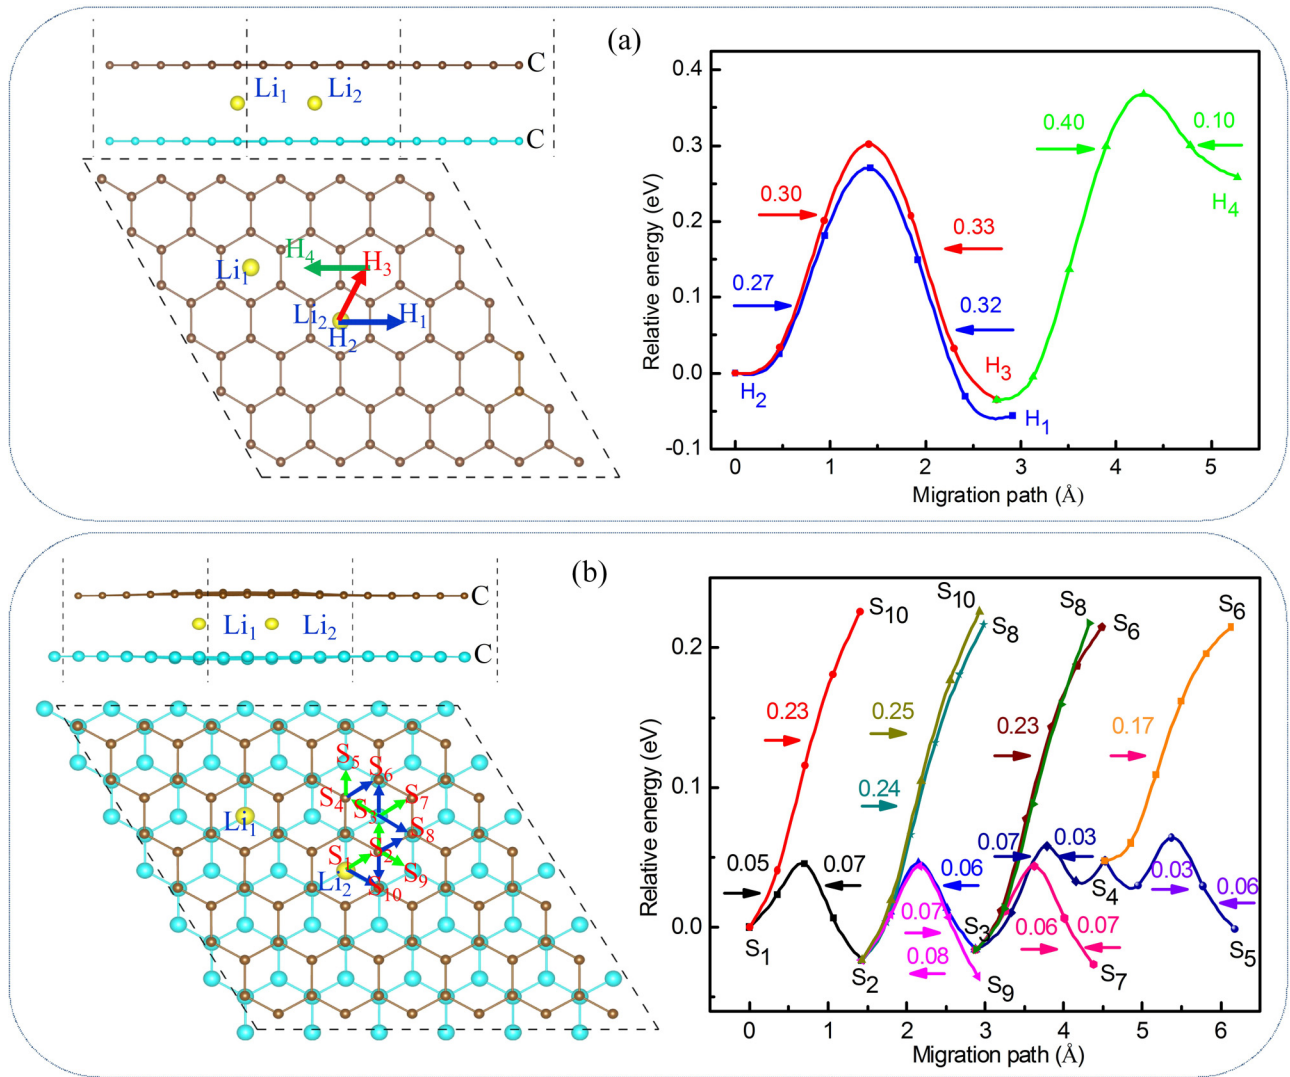 (a)
C
Li1 Li2
C
H4
H3
Li1
Li2
H1
H2
Relative energy (eV)
0.4
0.3
0.2
0.1
0.0
-0.1
0.40
0.10
0.30
0.33
0.27
0.32
H4
H3
H2
H1
0 1 2 3 4 5
Migration path (Å)
(b)
C
Li1 Li2
C
S5
S6
S4
S7
S3
Li1
S8
S1
S2
Li2
S9
S10
Relative energy (eV)
0.2
0.1
0.0
S10
S10
S8
S8
S6
S6
0.23
0.25
0.23
0.17
0.24
0.05
0.07
0.06
0.07
0.03
0.07
0.08
0.06
0.07
0.03
0.06
S1
S2
S3
S4
S9
S7
S5
0 1 2 3 4 5 6
Migration path (Å)